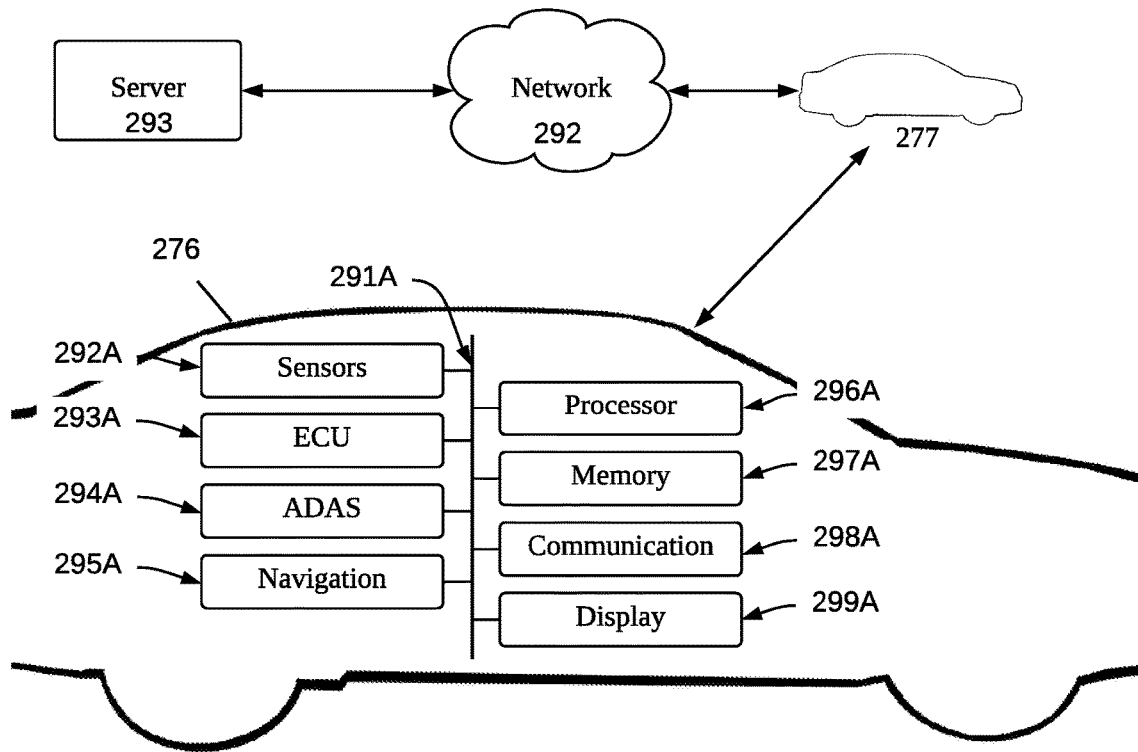 Server
293
Network
292
277
276
291A
292A
Sensors
293A
ECU
294A
ADAS
295A
Navigation
Processor
296A
Memory
297A
Communication
298A
Display
299A